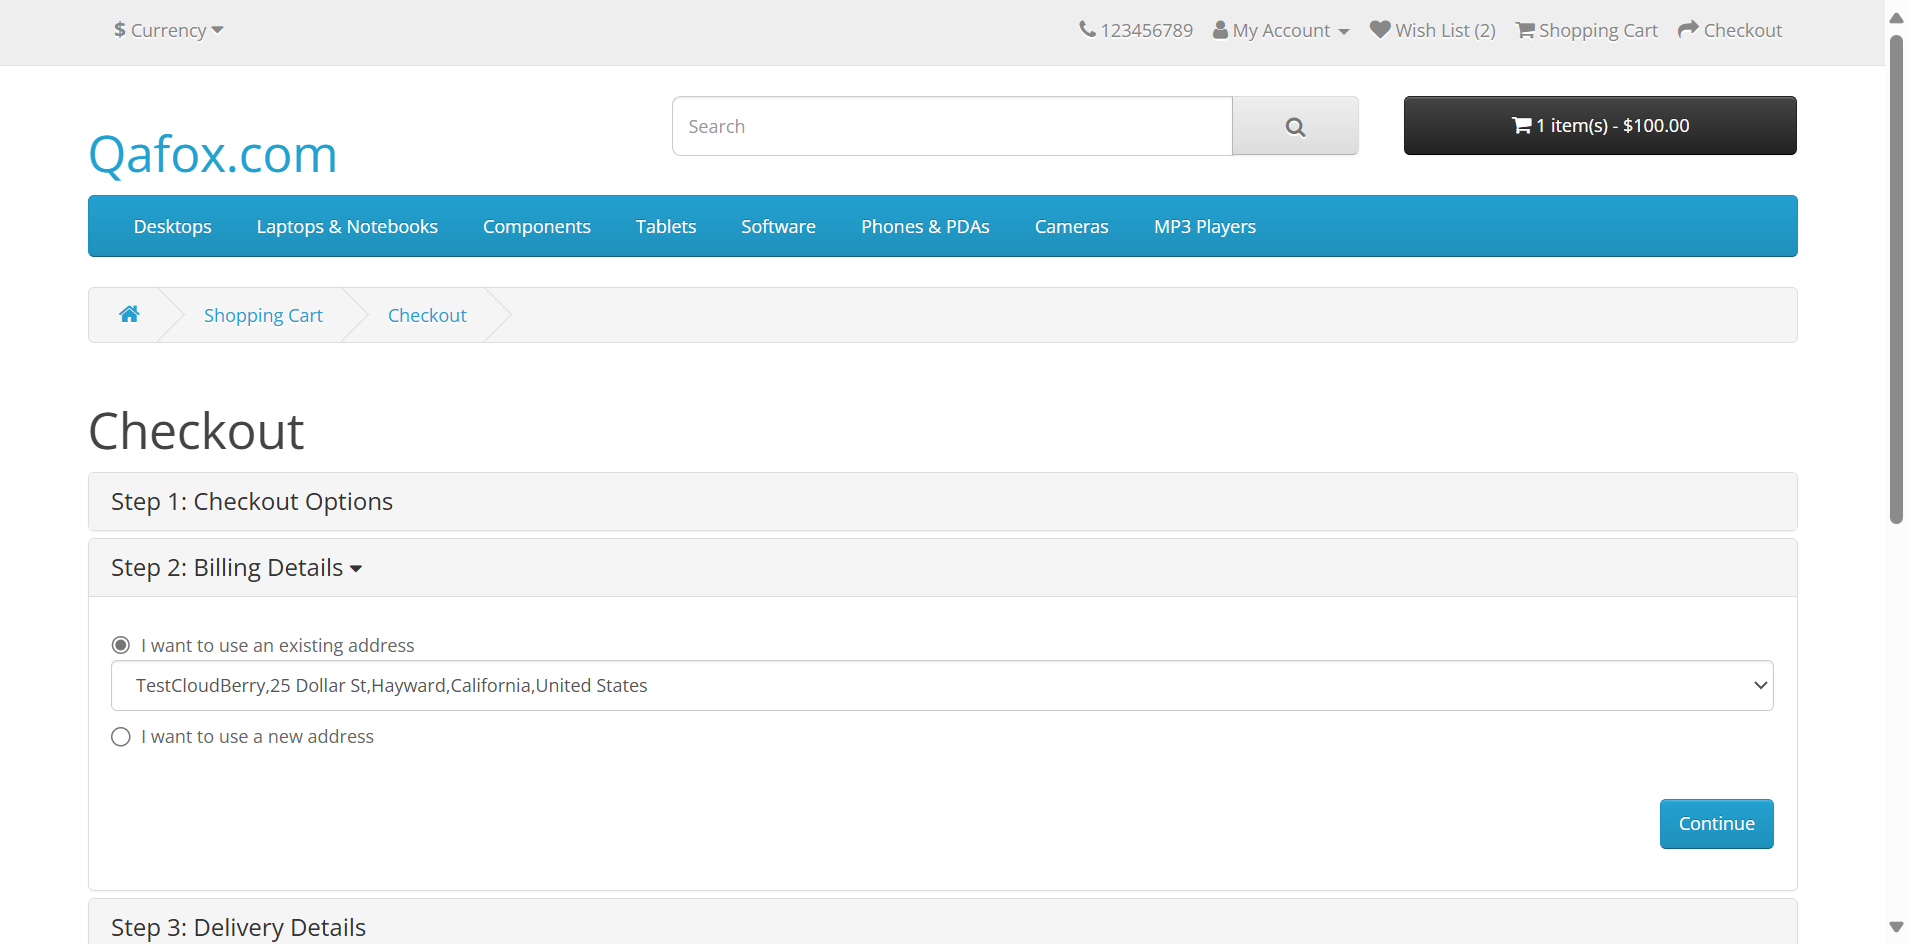 $ Currency
123456789 My Account Wish List (2) Shopping Cart Checkout
Qafox.com
Search
1 item(s) - $100.00
Desktops Laptops & Notebooks Components Tablets Software Phones & PDAs Cameras MP3 Players
Shopping Cart Checkout
Checkout
Step 1: Checkout Options
Step 2: Billing Details
I want to use an existing address
TestCloudBerry,25 Dollar St,Hayward,California,United States
I want to use a new address
Continue
Step 3: Delivery Details